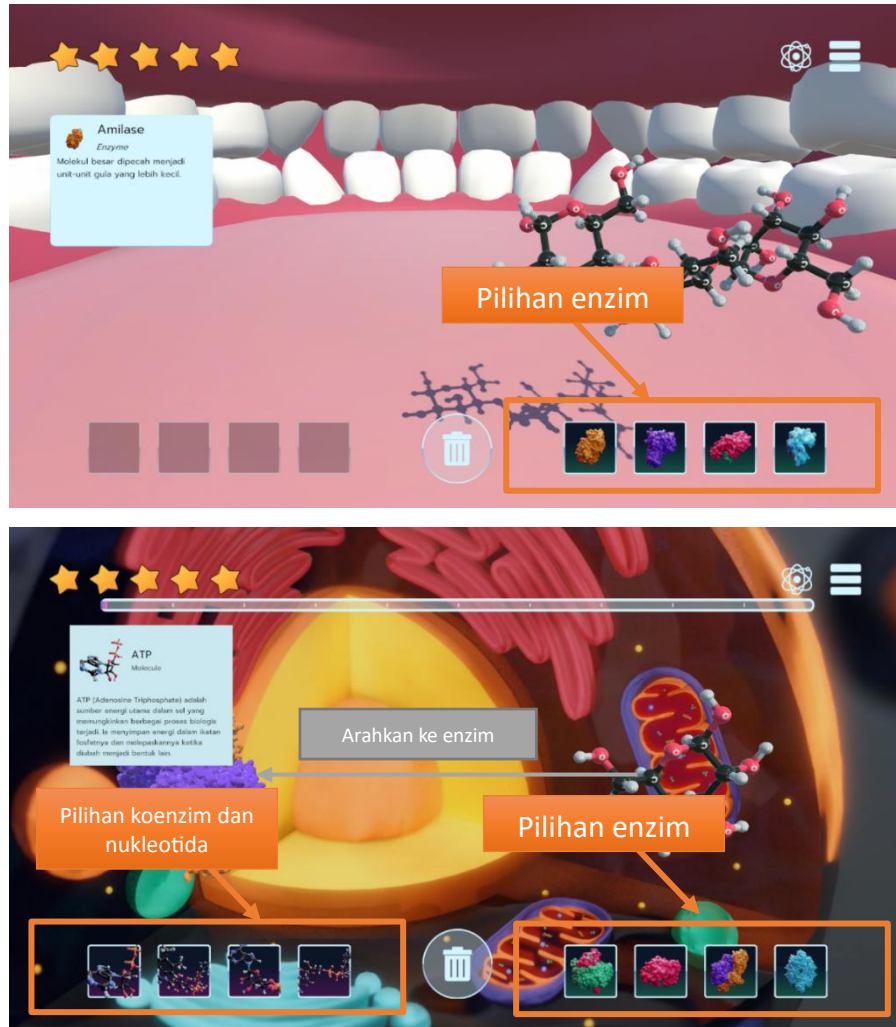 Amilase
Enzyme
Molekul besar dipecah menjadi
unit-unit gula yang lebih kecil.
Pilihan enzim
ATP
Molecule
ATP (Adenosine Triphosphate) adalah
sumber energi utama dalam sel yang
memungkinkan berbagai proses biologis
terjadi. Ia menyimpan energi dalam ikatan
fosfatnya dan melepaskannya ketika
diubah menjadi bentuk lain.
Arahkan ke enzim
Pilihan koenzim dan
nukleotida
Pilihan enzim